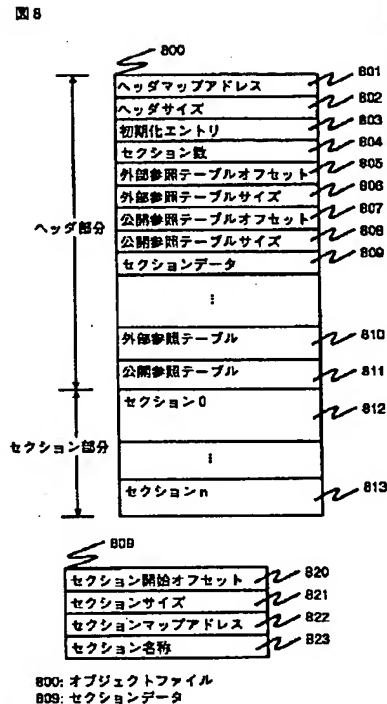 図8
800
ヘッダマップアドレス 801
ヘッダサイズ 802
初期化エントリ 803
セクション数 804
外部参照テーブルオフセット 805
外部参照テーブルサイズ 806
公開参照テーブルオフセット 807
公開参照テーブルサイズ 808
セクションデータ 809
ヘッダ部分
⋮
外部参照テーブル 810
公開参照テーブル 811
セクション0 812
セクション部分
⋮
セクションn 813
809
セクション開始オフセット 820
セクションサイズ 821
セクションマップアドレス 822
セクション名称 823
800: オブジェクトファイル
809: セクションデータ